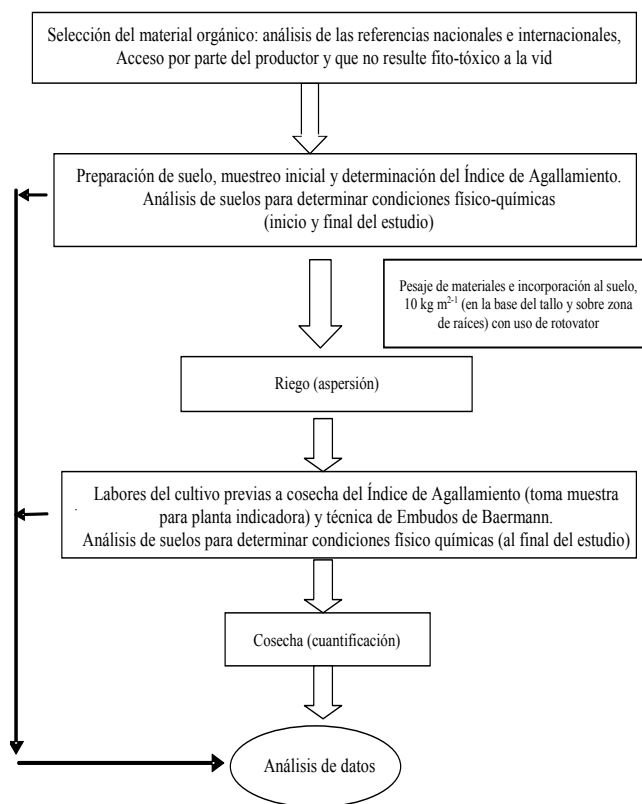 Selección del material orgánico: análisis de las referencias nacionales e internacionales,
Acceso por parte del productor y que no resulte fito-tóxico a la vid
Preparación de suelo, muestreo inicial y determinación del Índice de Agallamiento.
Análisis de suelos para determinar condiciones físico-químicas
(inicio y final del estudio)
Pesaje de materiales e incorporación al suelo,
10 kg m²⁻¹ (en la base del tallo y sobre zona
de raíces) con uso de rotovator
Riego (aspersión)
Labores del cultivo previas a cosecha del Índice de Agallamiento (toma muestra
para planta indicadora) y técnica de Embudos de Baermann.
Análisis de suelos para determinar condiciones físico químicas (al final del estudio)
Cosecha (cuantificación)
Análisis de datos